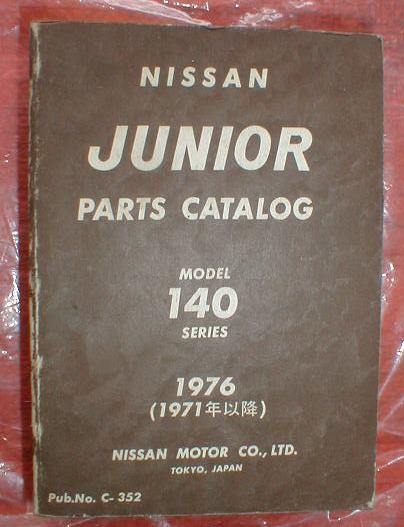 NISSAN
JUNIOR
PARTS CATALOG
MODEL
140
SERIES
1976
(1971年以降)
NISSAN MOTOR CO., LTD.
TOKYO, JAPAN
Pub.No. C-352